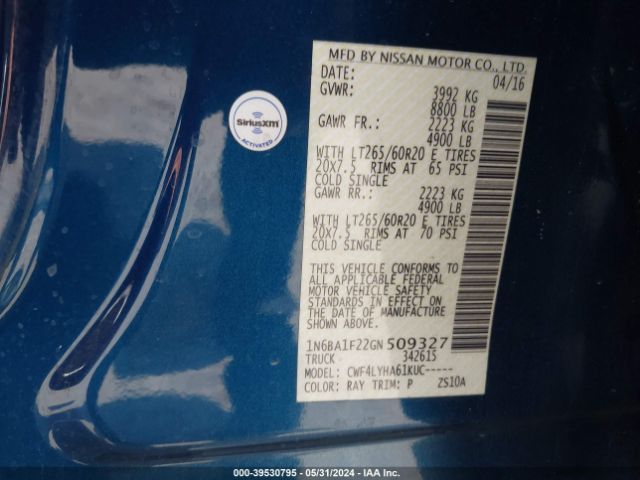 MFD BY NISSAN MOTOR CO., LTD.
DATE: 04/16
GVWR: 3992 KG
8800 LB
GAWR FR.: 2223 KG
4900 LB
WITH LT265/60R20 E TIRES
20X7.5 RIMS AT 65 PSI
COLD SINGLE
GAWR RR.: 2223 KG
4900 LB
WITH LT265/60R20 E TIRES
20X7.5 RIMS AT 70 PSI
COLD SINGLE
THIS VEHICLE CONFORMS TO
ALL APPLICABLE FEDERAL
MOTOR VEHICLE SAFETY
STANDARDS IN EFFECT ON
THE DATE OF MANUFACTURE
SHOWN ABOVE.
1N6BA1F22GN509327
TRUCK 342615
MODEL: CWF4LYHA61KUC-----
COLOR: RAY TRIM: P ZS10A
SiriusXM
ACTIVATED
000-39530795 - 05/31/2024 - IAA Inc.